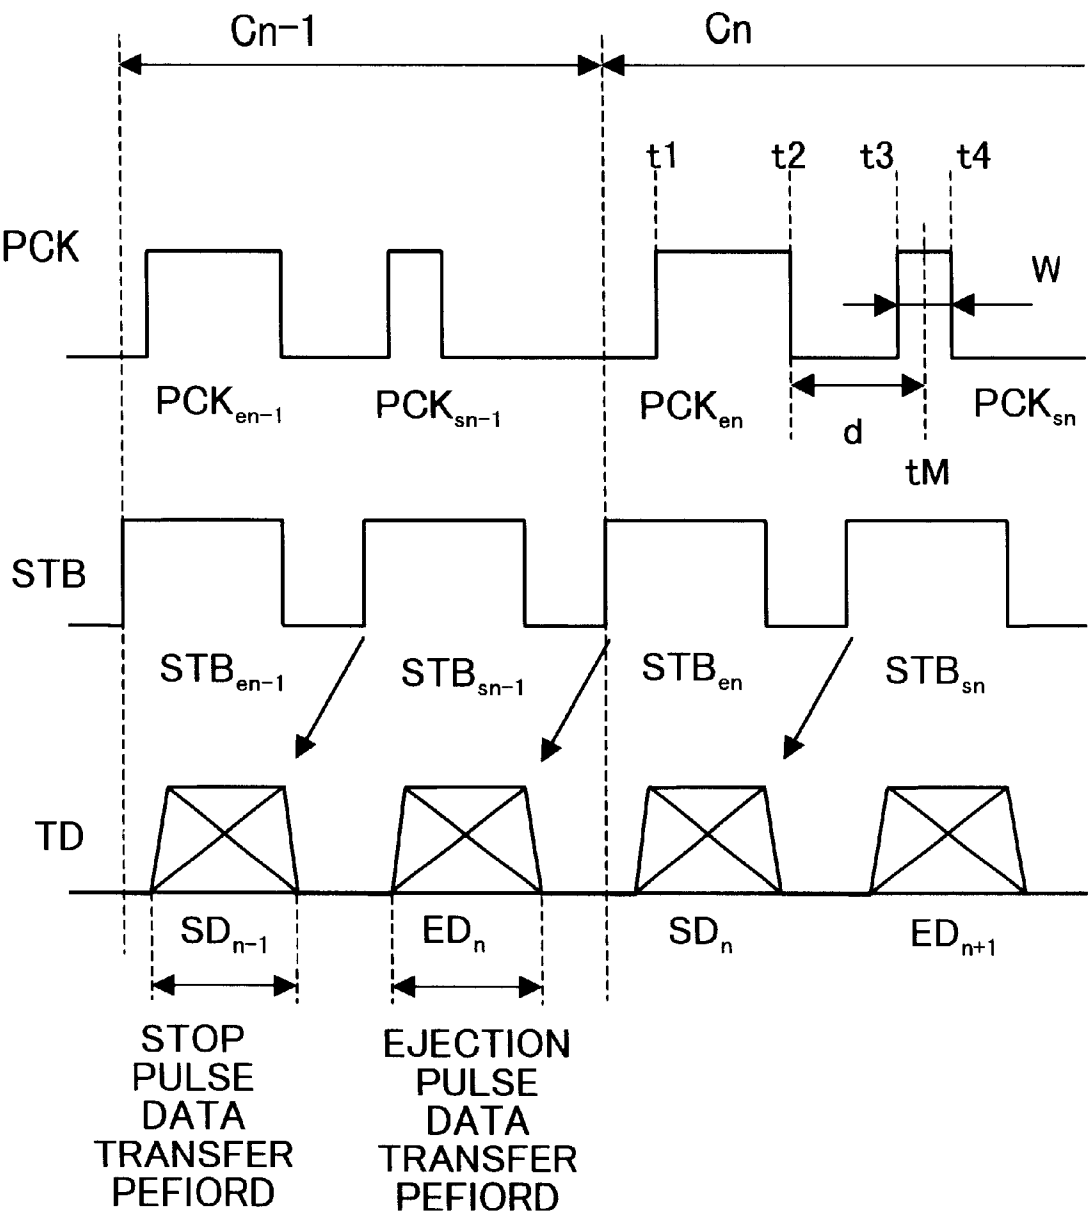 Cn-1 Cn
t1 t2 t3 t4
PCK
W
PCKen-1 PCKsn-1 PCKen PCKsn
d
tM
STB
STBen-1 STBsn-1 STBen STBsn
TD
SDn-1 EDn SDn EDn+1
STOP
PULSE
DATA
TRANSFER
PEFIORD
EJECTION
PULSE
DATA
TRANSFER
PEFIORD